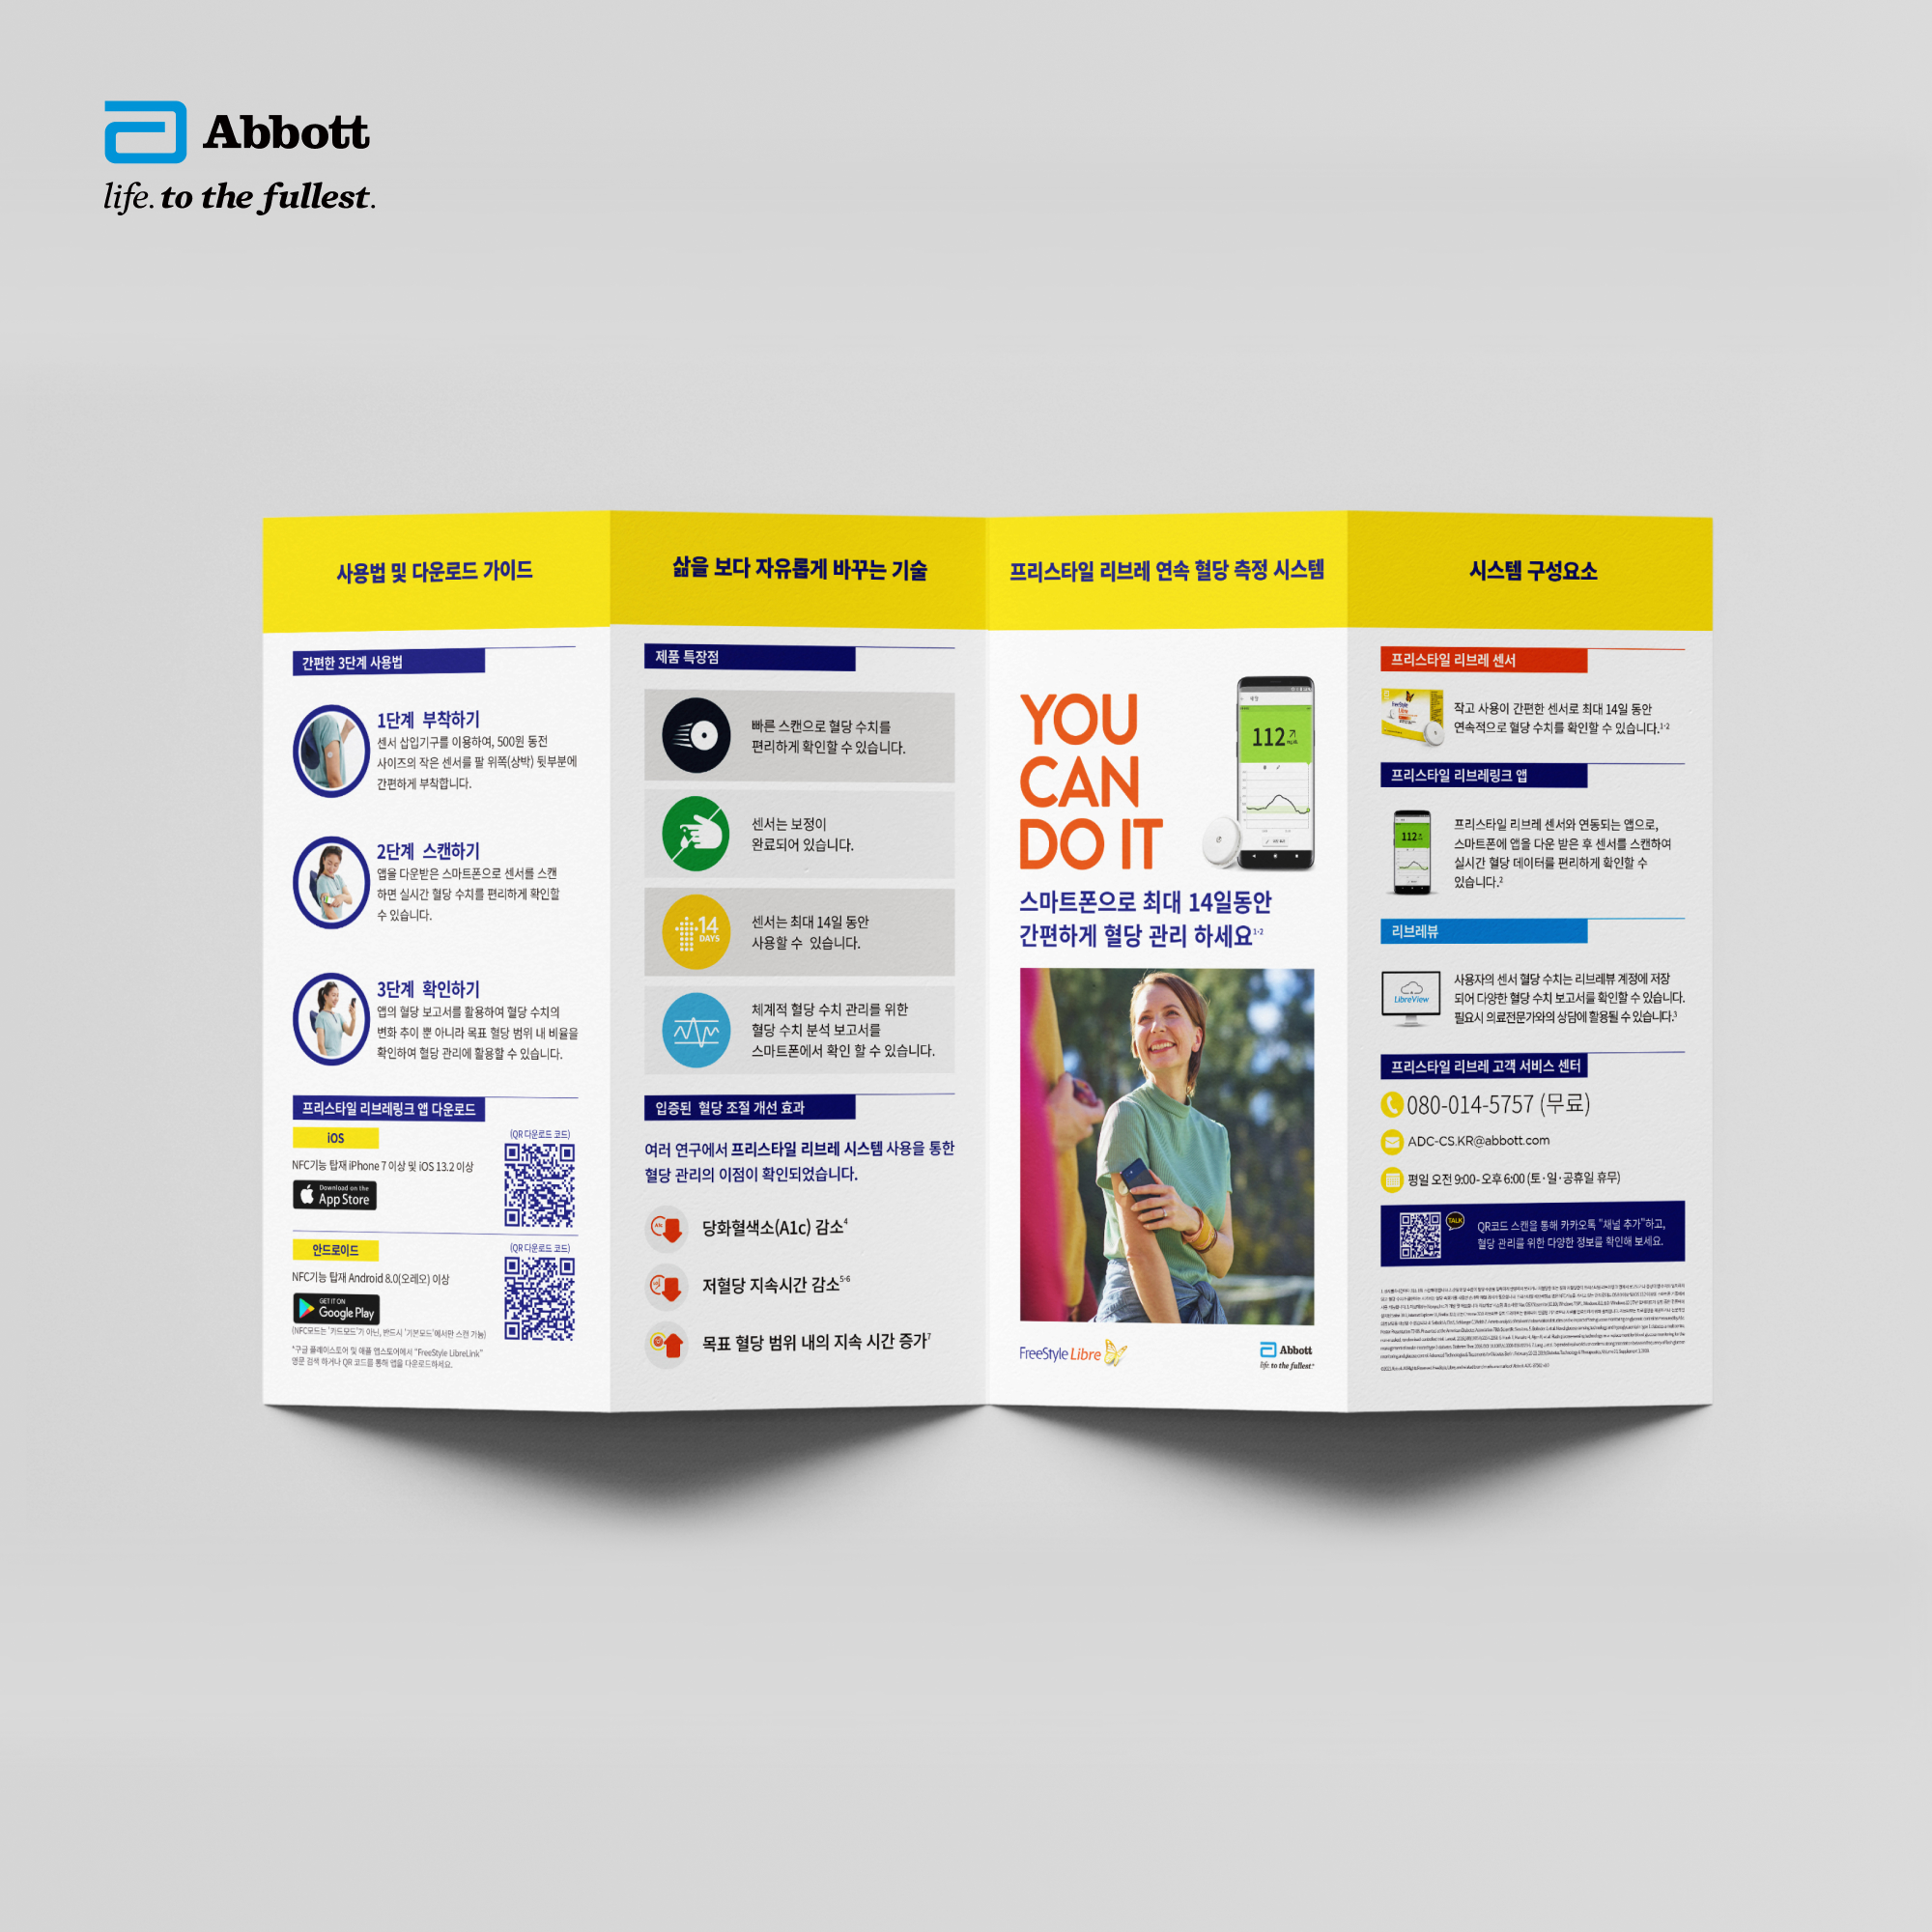 Abbott
life. to the fullest.
사용법 및 다운로드 가이드
간편한 3단계 사용법
1단계 부착하기
센서 삽입기구를 이용하여, 500원 동전
사이즈의 작은 센서를 팔 위쪽(상박) 뒷부분에
간편하게 부착합니다.
2단계 스캔하기
앱을 다운받은 스마트폰으로 센서를 스캔
하면 실시간 혈당 수치를 편리하게 확인할
수 있습니다.
3단계 확인하기
앱의 혈당 보고서를 활용하여 혈당 수치의
변화 추이 뿐 아니라 목표 혈당 범위 내 비율을
확인하여 혈당 관리에 활용할 수 있습니다.
프리스타일 리브레링크 앱 다운로드
iOS
(QR 다운로드 코드)
NFC기능 탑재 iPhone 7 이상 및 iOS 13.2 이상
Download on the
App Store
안드로이드
(QR 다운로드 코드)
NFC기능 탑재 Android 8.0(오레오) 이상
GET IT ON
Google Play
(NFC모드는 '카드모드'가 아닌, 반드시 '기본모드'에서만 스캔 가능)
*구글 플레이스토어 및 애플 앱스토어에서 "FreeStyle LibreLink"
영문 검색 하거나 QR 코드를 통해 앱을 다운로드하세요.
삶을 보다 자유롭게 바꾸는 기술
제품 특장점
빠른 스캔으로 혈당 수치를
편리하게 확인할 수 있습니다.
센서는 보정이
완료되어 있습니다.
14
DAYS
센서는 최대 14일 동안
사용할 수 있습니다.
체계적 혈당 수치 관리를 위한
혈당 수치 분석 보고서를
스마트폰에서 확인 할 수 있습니다.
입증된 혈당 조절 개선 효과
여러 연구에서 프리스타일 리브레 시스템 사용을 통한
혈당 관리의 이점이 확인되었습니다.
당화혈색소(A1c) 감소4
저혈당 지속시간 감소5-6
목표 혈당 범위 내의 지속 시간 증가7
프리스타일 리브레 연속 혈당 측정 시스템
YOU
CAN
DO IT
112
스마트폰으로 최대 14일동안
간편하게 혈당 관리 하세요1-2
FreeStyle Libre
Abbott
life. to the fullest.
시스템 구성요소
프리스타일 리브레 센서
FreeStyle
Libre
작고 사용이 간편한 센서로 최대 14일 동안
연속적으로 혈당 수치를 확인할 수 있습니다.1-2
프리스타일 리브레링크 앱
112
프리스타일 리브레 센서와 연동되는 앱으로,
스마트폰에 앱을 다운 받은 후 센서를 스캔하여
실시간 혈당 데이터를 편리하게 확인할 수
있습니다.2
리브레뷰
LibreView
사용자의 센서 혈당 수치는 리브레뷰 계정에 저장
되어 다양한 혈당 수치 보고서를 확인할 수 있습니다.
필요시 의료전문가와의 상담에 활용될 수 있습니다.3
프리스타일 리브레 고객 서비스 센터
080-014-5757 (무료)
ADC-CS.KR@abbott.com
평일 오전 9:00-오후 6:00 (토·일·공휴일 휴무)
TALK
QR코드 스캔을 통해 카카오톡 "채널 추가"하고,
혈당 관리를 위한 다양한 정보를 확인해 보세요.